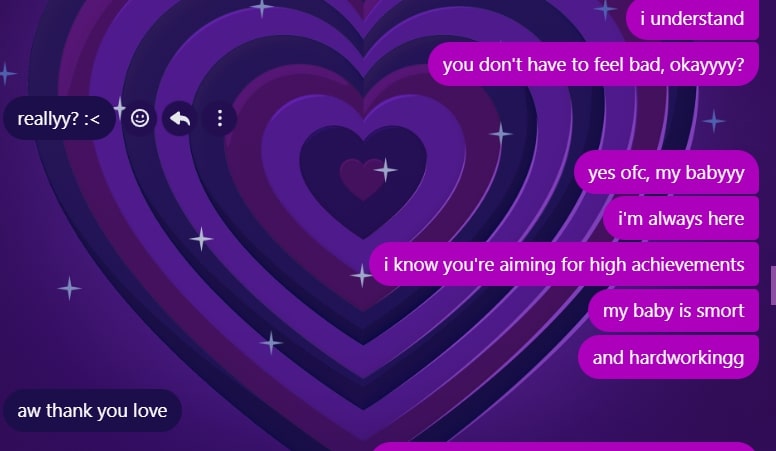 i understand
you don't have to feel bad, okayyyy?
reallyy? :<
yes ofc, my babyyy
i'm always here
i know you're aiming for high achievements
my baby is smort
and hardworkingg
aw thank you love